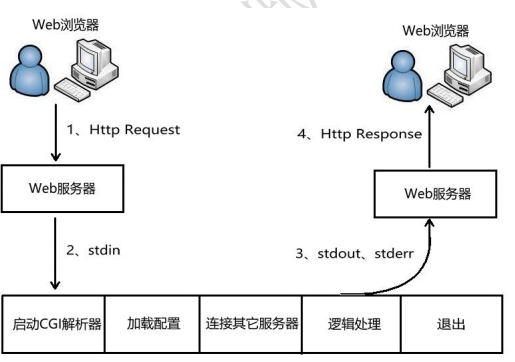 Web浏览器
Web浏览器
1、Http Request
4、Http Response
Web服务器
Web服务器
2、stdin
3、stdout、stderr
启动CGI解析器
加载配置
连接其它服务器
逻辑处理
退出